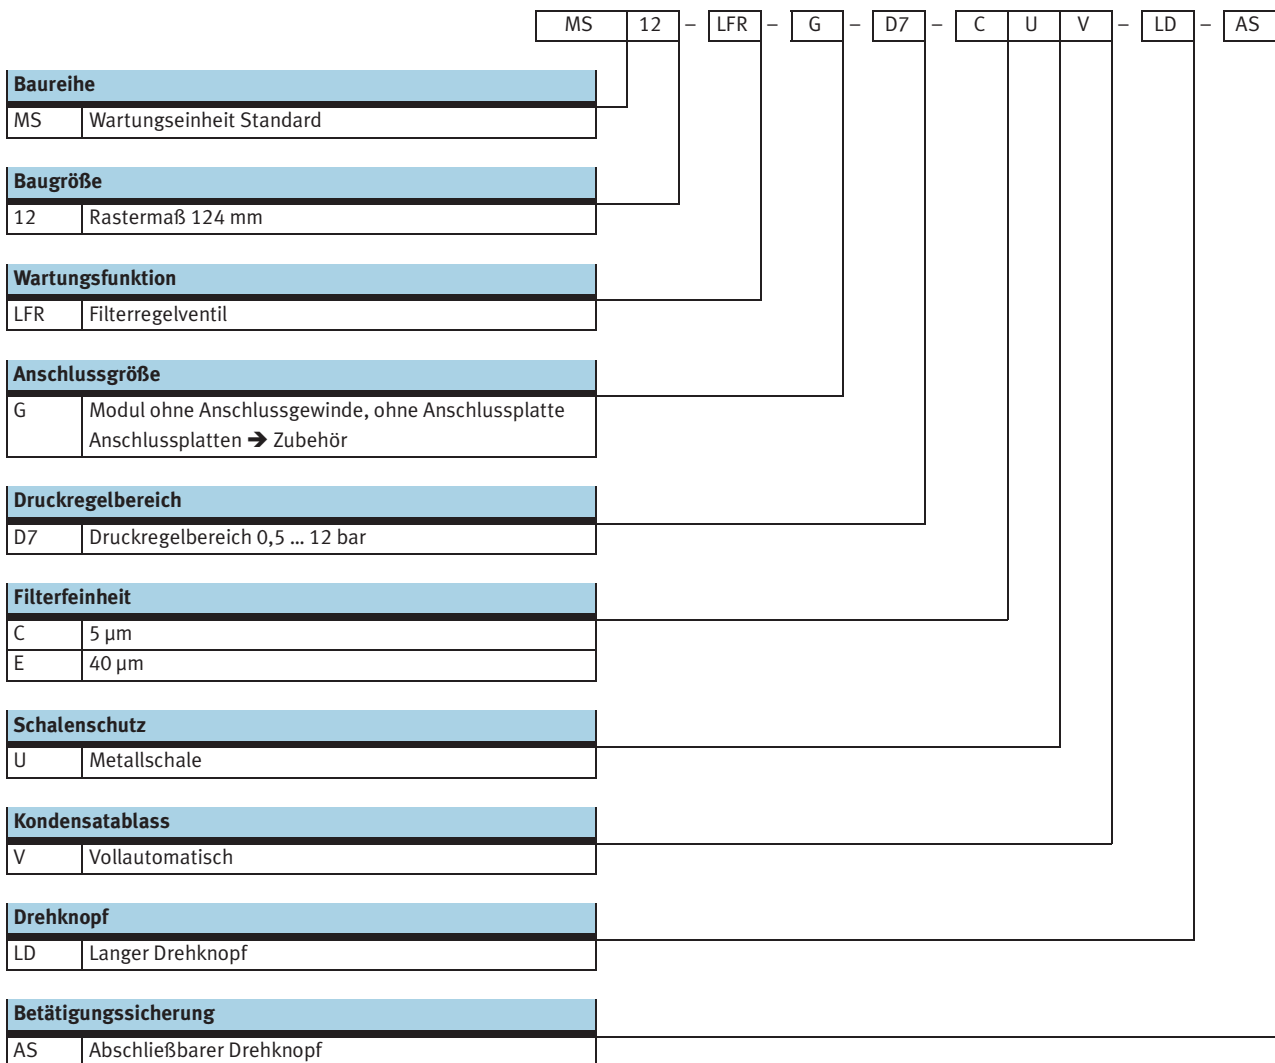 MS 12 – LFR – G – D7 – C U V – LD – AS
Baureihe
MS Wartungseinheit Standard
Baugröße
12 Rastermaß 124 mm
Wartungsfunktion
LFR Filterregelventil
Anschlussgröße
G Modul ohne Anschlussgewinde, ohne Anschlussplatte
Anschlussplatten ➔ Zubehör
Druckregelbereich
D7 Druckregelbereich 0,5 … 12 bar
Filterfeinheit
C 5 µm
E 40 µm
Schalenschutz
U Metallschale
Kondensatablass
V Vollautomatisch
Drehknopf
LD Langer Drehknopf
Betätigungssicherung
AS Abschließbarer Drehknopf